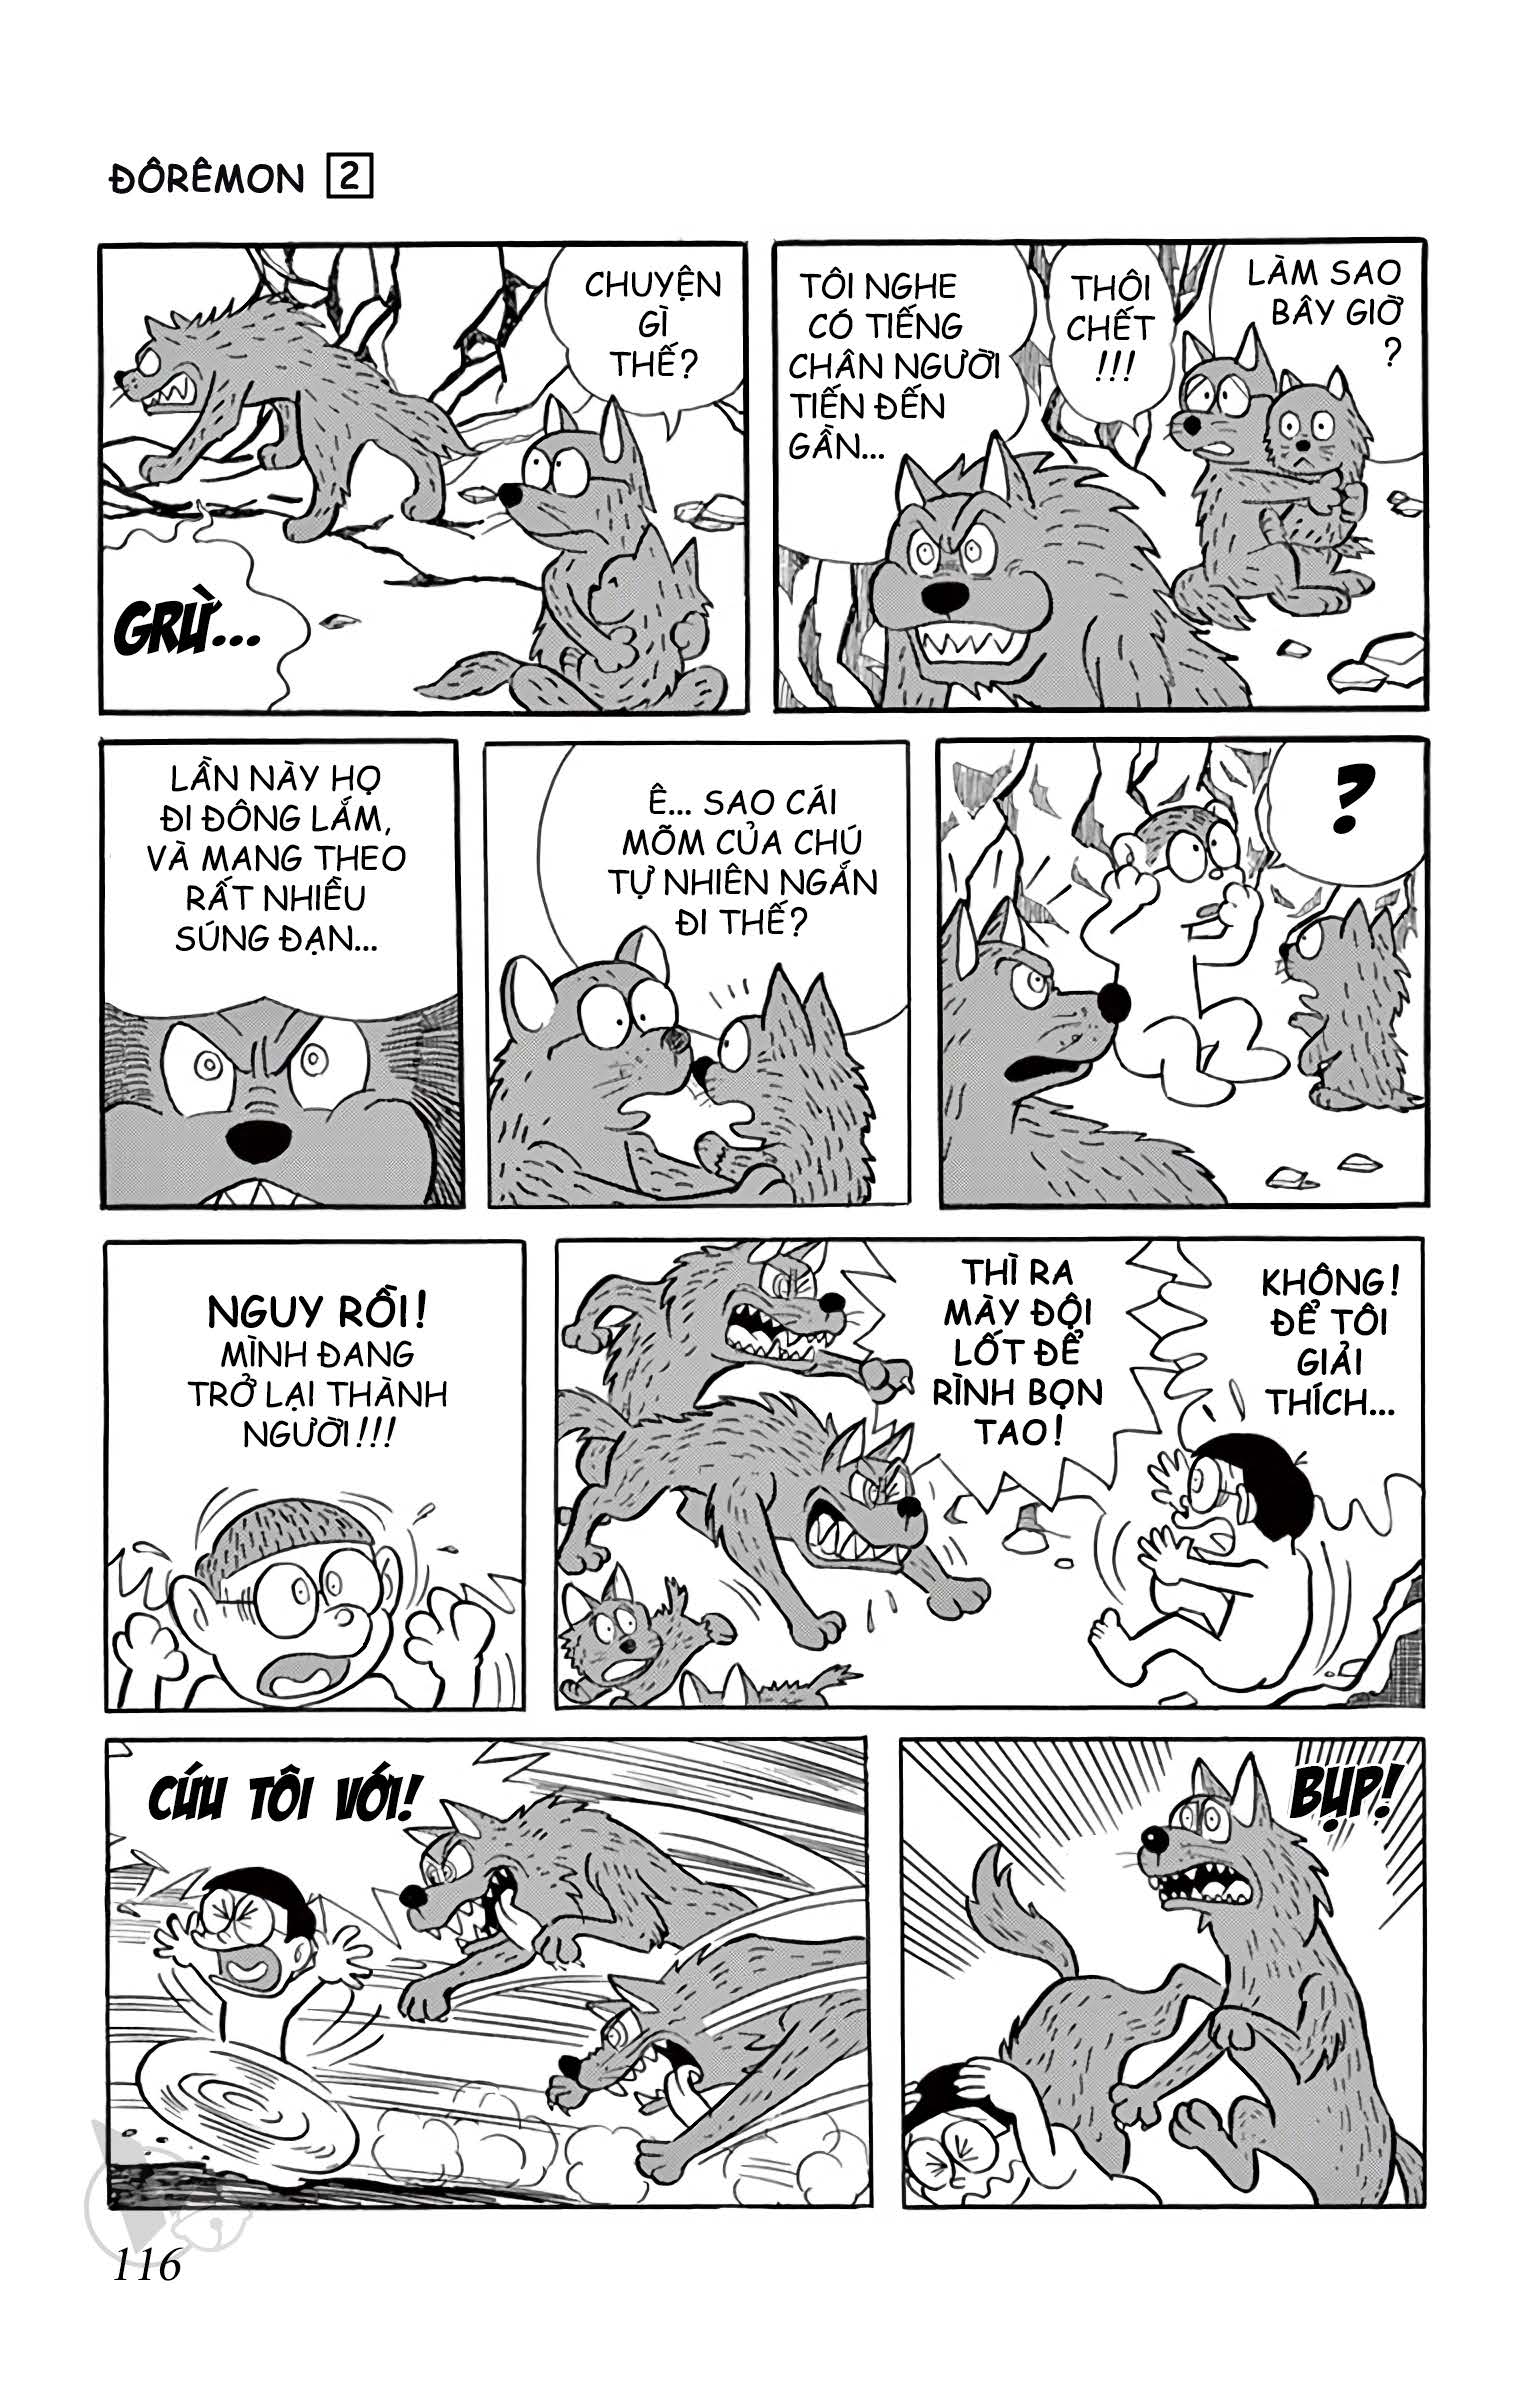 ĐÔRÊMON 2
CHUYỆN
GÌ
THẾ?
GRỪ...
TÔI NGHE
CÓ TIẾNG
CHÂN NGƯỜI
TIẾN ĐẾN
GẦN...
THÔI
CHẾT
!!!
LÀM SAO
BÂY GIỜ
?
LẦN NÀY HỌ
ĐI ĐÔNG LẮM,
VÀ MANG THEO
RẤT NHIỀU
SÚNG ĐẠN...
Ê... SAO CÁI
MÕM CỦA CHÚ
TỰ NHIÊN NGẮN
ĐI THẾ?
?
NGUY RỒI!
MÌNH ĐANG
TRỞ LẠI THÀNH
NGƯỜI!!!
THÌ RA
MÀY ĐỘI
LỐT ĐỂ
RÌNH BỌN
TAO!
KHÔNG!
ĐỂ TÔI
GIẢI
THÍCH...
CỨU TÔI VỚI!
BỤP!
116